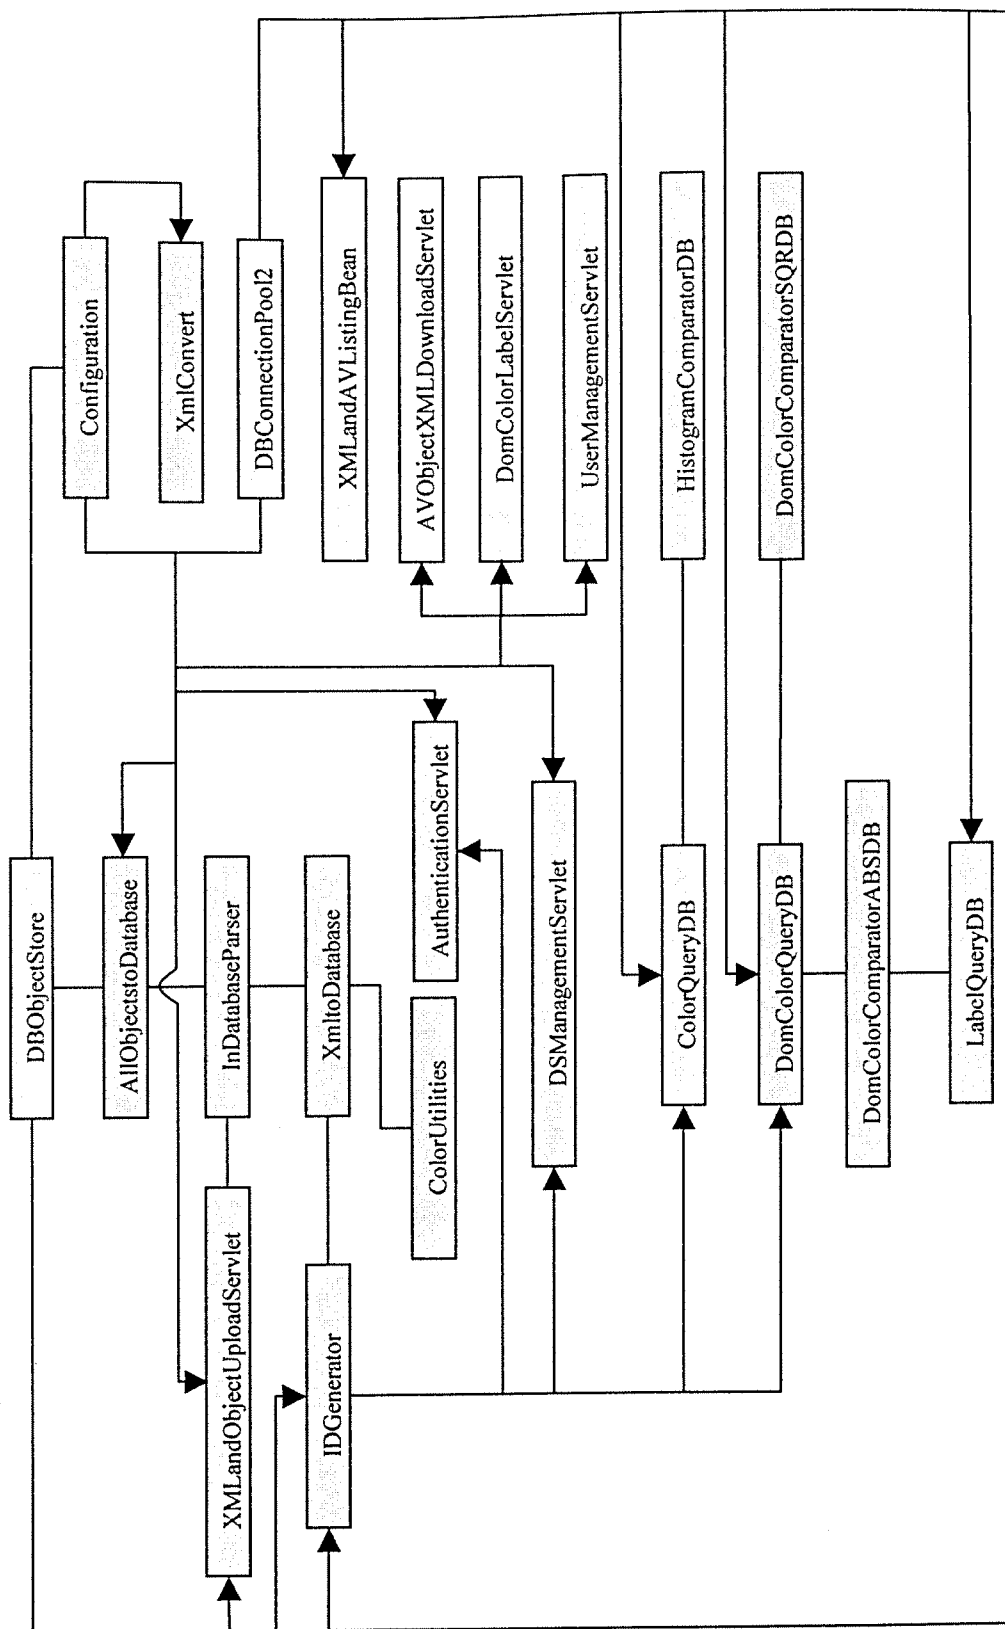 DBObjectStore
Configuration
AllObjectstoDatabase
XmlConvert
XMLandObjectUploadServlet
InDatabaseParser
DBConnectionPool2
IDGenerator
XmltoDatabase
XMLandAVListingBean
ColorUtilities
AuthenticationServlet
AVObjectXMLDownloadServlet
DomColorLabelServlet
DSManagementServlet
UserManagementServlet
ColorQueryDB
HistogramComparatorDB
DomColorQueryDB
DomColorComparatorSQRDB
DomColorComparatorABSDB
LabelQueryDB